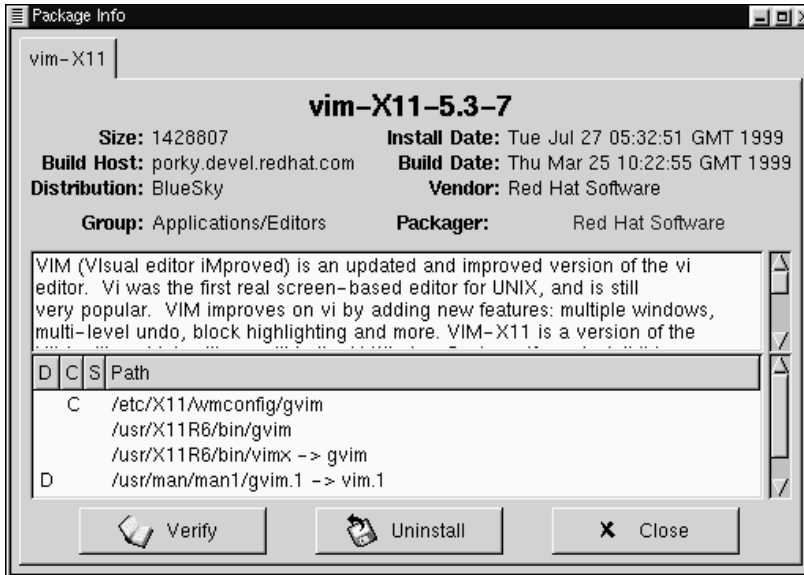 Package Info
vim-X11
vim-X11-5.3-7
Size: 1428807 Install Date: Tue Jul 27 05:32:51 GMT 1999
Build Host: porky.devel.redhat.com Build Date: Thu Mar 25 10:22:55 GMT 1999
Distribution: BlueSky Vendor: Red Hat Software
Group: Applications/Editors Packager: Red Hat Software
VIM (VIsual editor iMproved) is an updated and improved version of the vi
editor. Vi was the first real screen-based editor for UNIX, and is still
very popular. VIM improves on vi by adding new features: multiple windows,
multi-level undo, block highlighting and more. VIM-X11 is a version of the
D C S Path
C /etc/X11/wmconfig/gvim
/usr/X11R6/bin/gvim
/usr/X11R6/bin/vimx -> gvim
D /usr/man/man1/gvim.1 -> vim.1
Verify Uninstall X Close